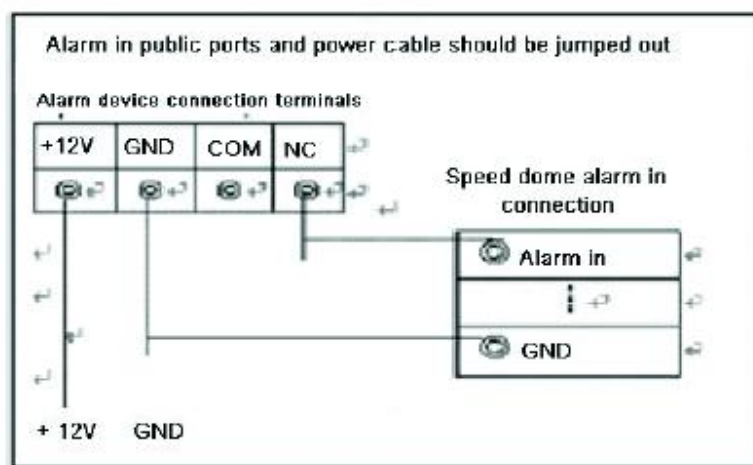 Alarm in public ports and power cable should be jumped out
Alarm device connection terminals
+12V GND COM NC
Speed dome alarm in
connection
Alarm in
GND
+ 12V GND